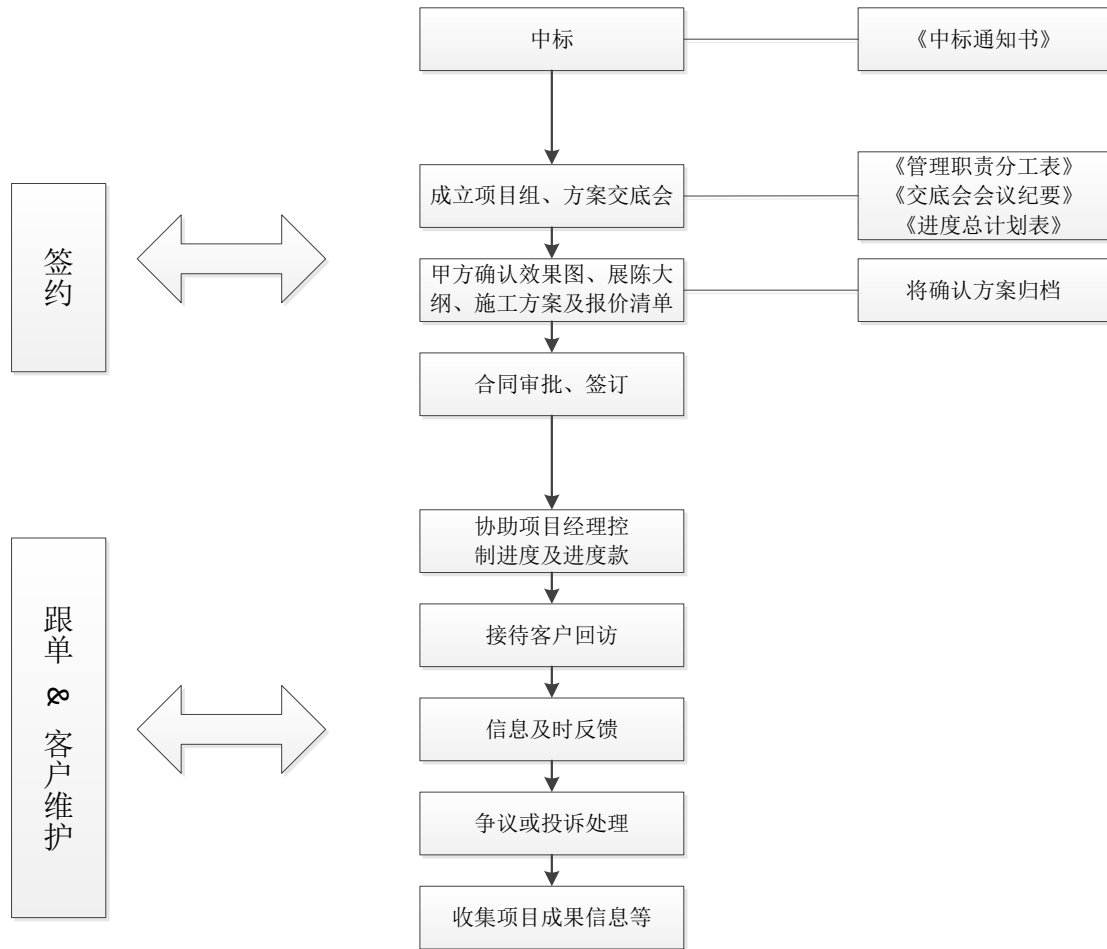 中标
《中标通知书》
签约
成立项目组、方案交底会
《管理职责分工表》
《交底会会议纪要》
《进度总计划表》
甲方确认效果图、展陈大
纲、施工方案及报价清单
将确认方案归档
合同审批、签订
跟单 & 客户维护
协助项目经理控
制进度及进度款
接待客户回访
信息及时反馈
争议或投诉处理
收集项目成果信息等